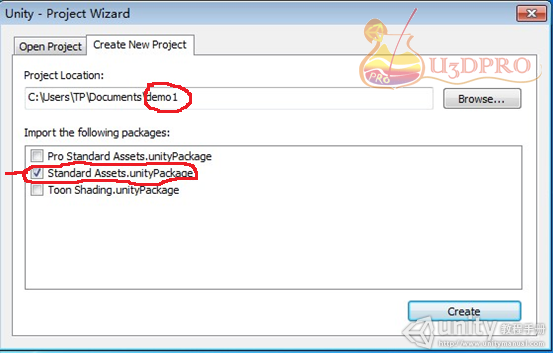 Unity - Project Wizard
Open Project
Create New Project
U3DPRO
PRO
Project Location:
C:\Users\TP\Documents\demo1
Browse...
Import the following packages:
Pro Standard Assets.unityPackage
Standard Assets.unityPackage
Toon Shading.unityPackage
Create
unity 教程手册
www.unitymanual.com